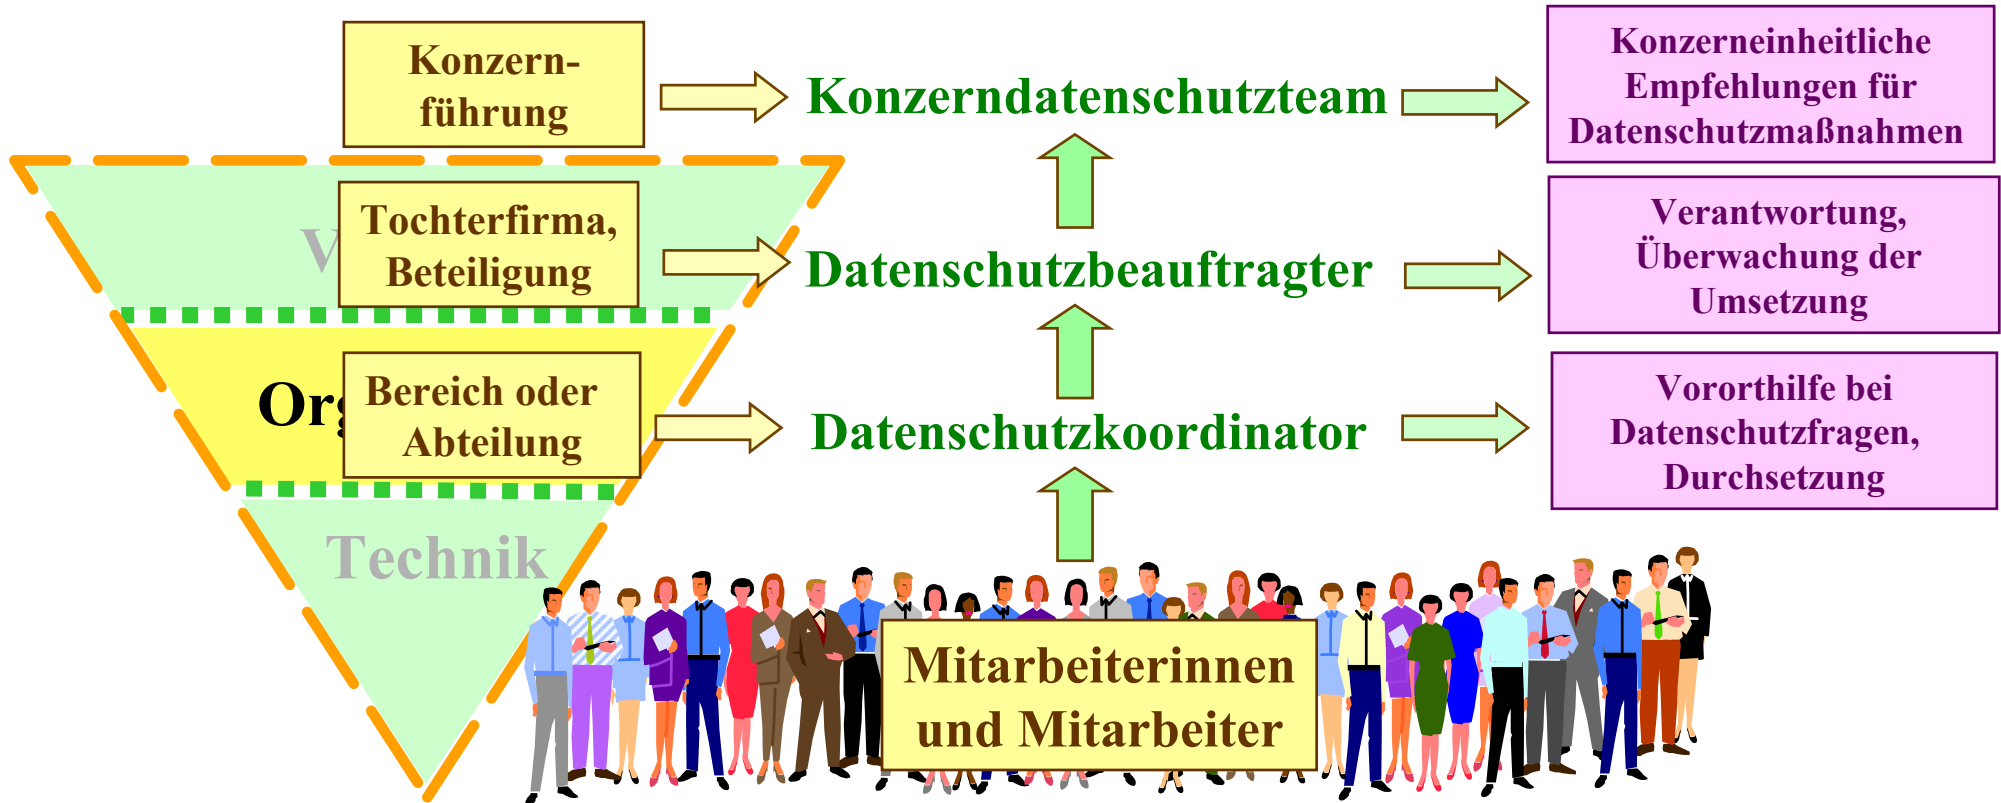 Konzern-
führung
Konzerndatenschutzteam
Konzerneinheitliche
Empfehlungen für
Datenschutzmaßnahmen
Tochterfirma,
Beteiligung
Datenschutzbeauftragter
Verantwortung,
Überwachung der
Umsetzung
Bereich oder
Abteilung
Datenschutzkoordinator
Vororthilfe bei
Datenschutzfragen,
Durchsetzung
Technik
Mitarbeiterinnen
und Mitarbeiter